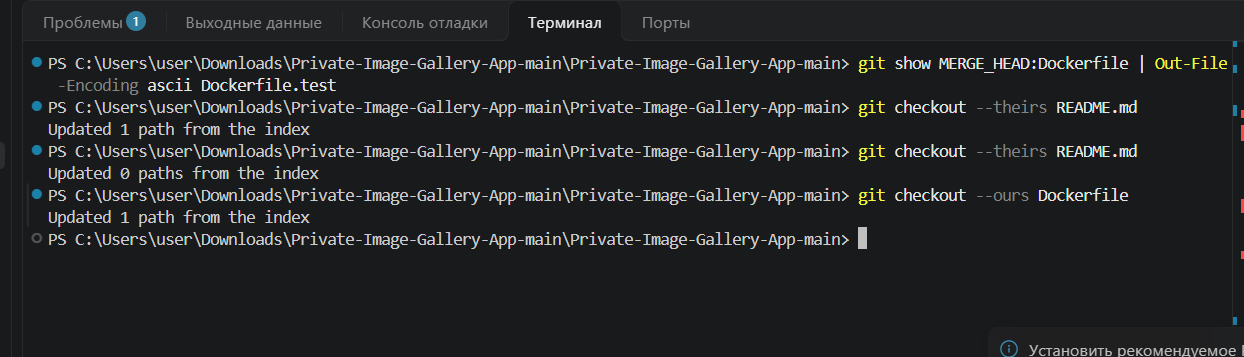 Проблемы 1 Выходные данные Консоль отладки Терминал Порты
PS C:\Users\user\Downloads\Private-Image-Gallery-App-main\Private-Image-Gallery-App-main> git show MERGE_HEAD:Dockerfile | Out-File
-Encoding ascii Dockerfile.test
PS C:\Users\user\Downloads\Private-Image-Gallery-App-main\Private-Image-Gallery-App-main> git checkout --theirs README.md
Updated 1 path from the index
PS C:\Users\user\Downloads\Private-Image-Gallery-App-main\Private-Image-Gallery-App-main> git checkout --theirs README.md
Updated 0 paths from the index
PS C:\Users\user\Downloads\Private-Image-Gallery-App-main\Private-Image-Gallery-App-main> git checkout --ours Dockerfile
Updated 1 path from the index
PS C:\Users\user\Downloads\Private-Image-Gallery-App-main\Private-Image-Gallery-App-main>
Установить рекомендуемое